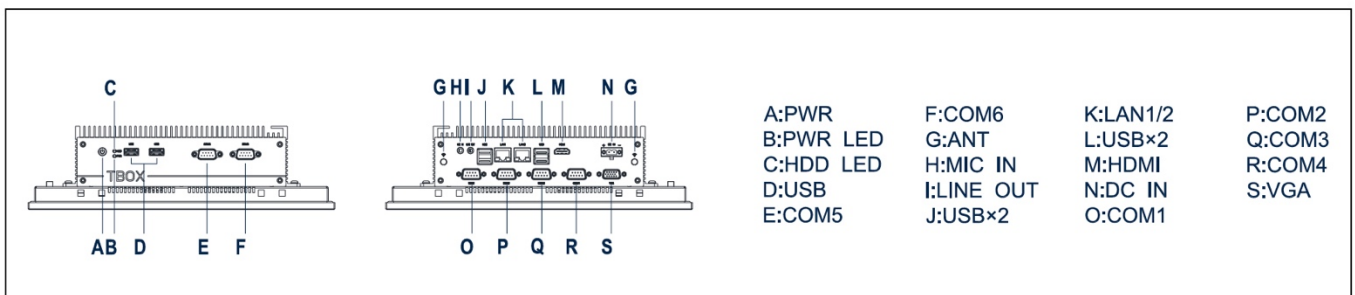 C
TBOX
AB D E F
G H I J K L M N G
O P Q R S
A:PWR
B:PWR LED
C:HDD LED
D:USB
E:COM5
F:COM6
G:ANT
H:MIC IN
I:LINE OUT
J:USB×2
K:LAN1/2
L:USB×2
M:HDMI
N:DC IN
O:COM1
P:COM2
Q:COM3
R:COM4
S:VGA